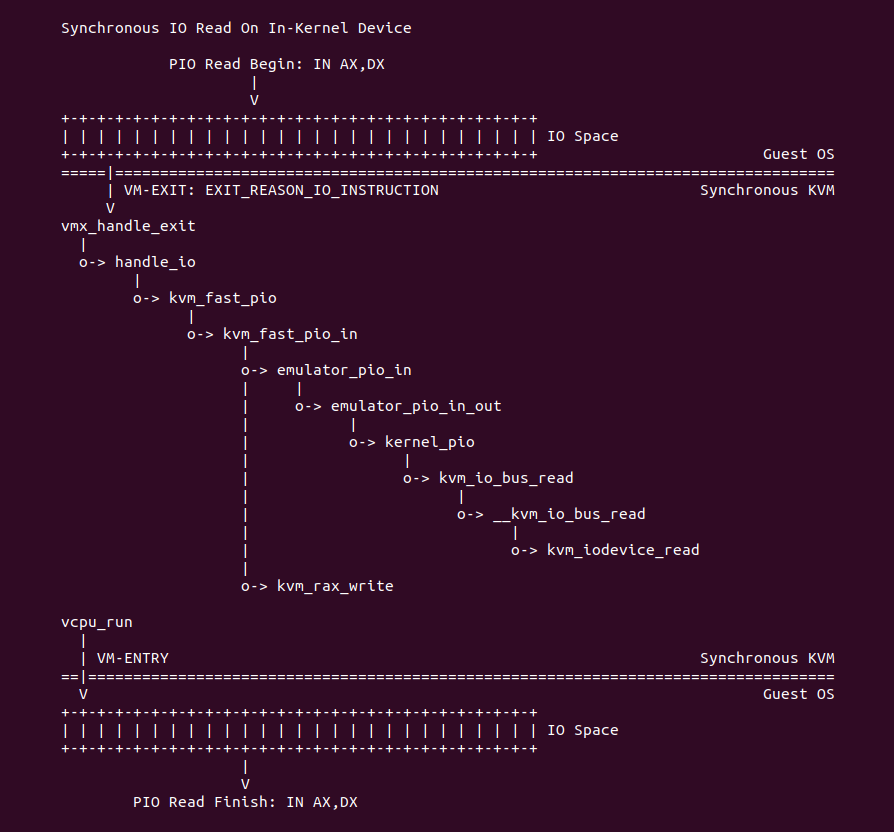 Synchronous IO Read On In-Kernel Device
PIO Read Begin: IN AX,DX
|
V
+-+-+-+-+-+-+-+-+-+-+-+-+-+-+-+-+-+-+-+-+-+-+-+-+-+-+
| | | | | | | | | | | | | | | | | | | | | | | | | | | IO Space
+-+-+-+-+-+-+-+-+-+-+-+-+-+-+-+-+-+-+-+-+-+-+-+-+-+-+ Guest OS
=====|================================================================================
| VM-EXIT: EXIT_REASON_IO_INSTRUCTION Synchronous KVM
V
vmx_handle_exit
|
o-> handle_io
|
o-> kvm_fast_pio
|
o-> kvm_fast_pio_in
|
o-> emulator_pio_in
| |
| o-> emulator_pio_in_out
| |
| o-> kernel_pio
| |
| o-> kvm_io_bus_read
| |
| o-> __kvm_io_bus_read
| |
| o-> kvm_iodevice_read
|
o-> kvm_rax_write
vcpu_run
|
| VM-ENTRY Synchronous KVM
==|===================================================================================
V Guest OS
+-+-+-+-+-+-+-+-+-+-+-+-+-+-+-+-+-+-+-+-+-+-+-+-+-+-+
| | | | | | | | | | | | | | | | | | | | | | | | | | | IO Space
+-+-+-+-+-+-+-+-+-+-+-+-+-+-+-+-+-+-+-+-+-+-+-+-+-+-+
|
V
PIO Read Finish: IN AX,DX